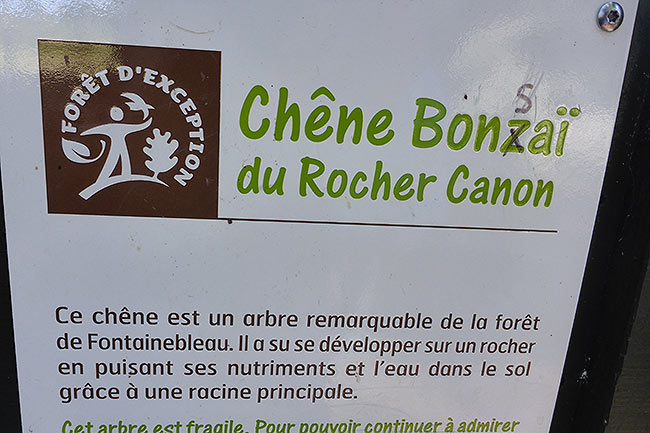 FORÊT D'EXCEPTION
Chêne Bonzaï
S
du Rocher Canon
Ce chêne est un arbre remarquable de la forêt
de Fontainebleau. Il a su se développer sur un rocher
en puisant ses nutriments et l'eau dans le sol
grâce à une racine principale.
Cet arbre est fragile. Pour pouvoir continuer à admirer